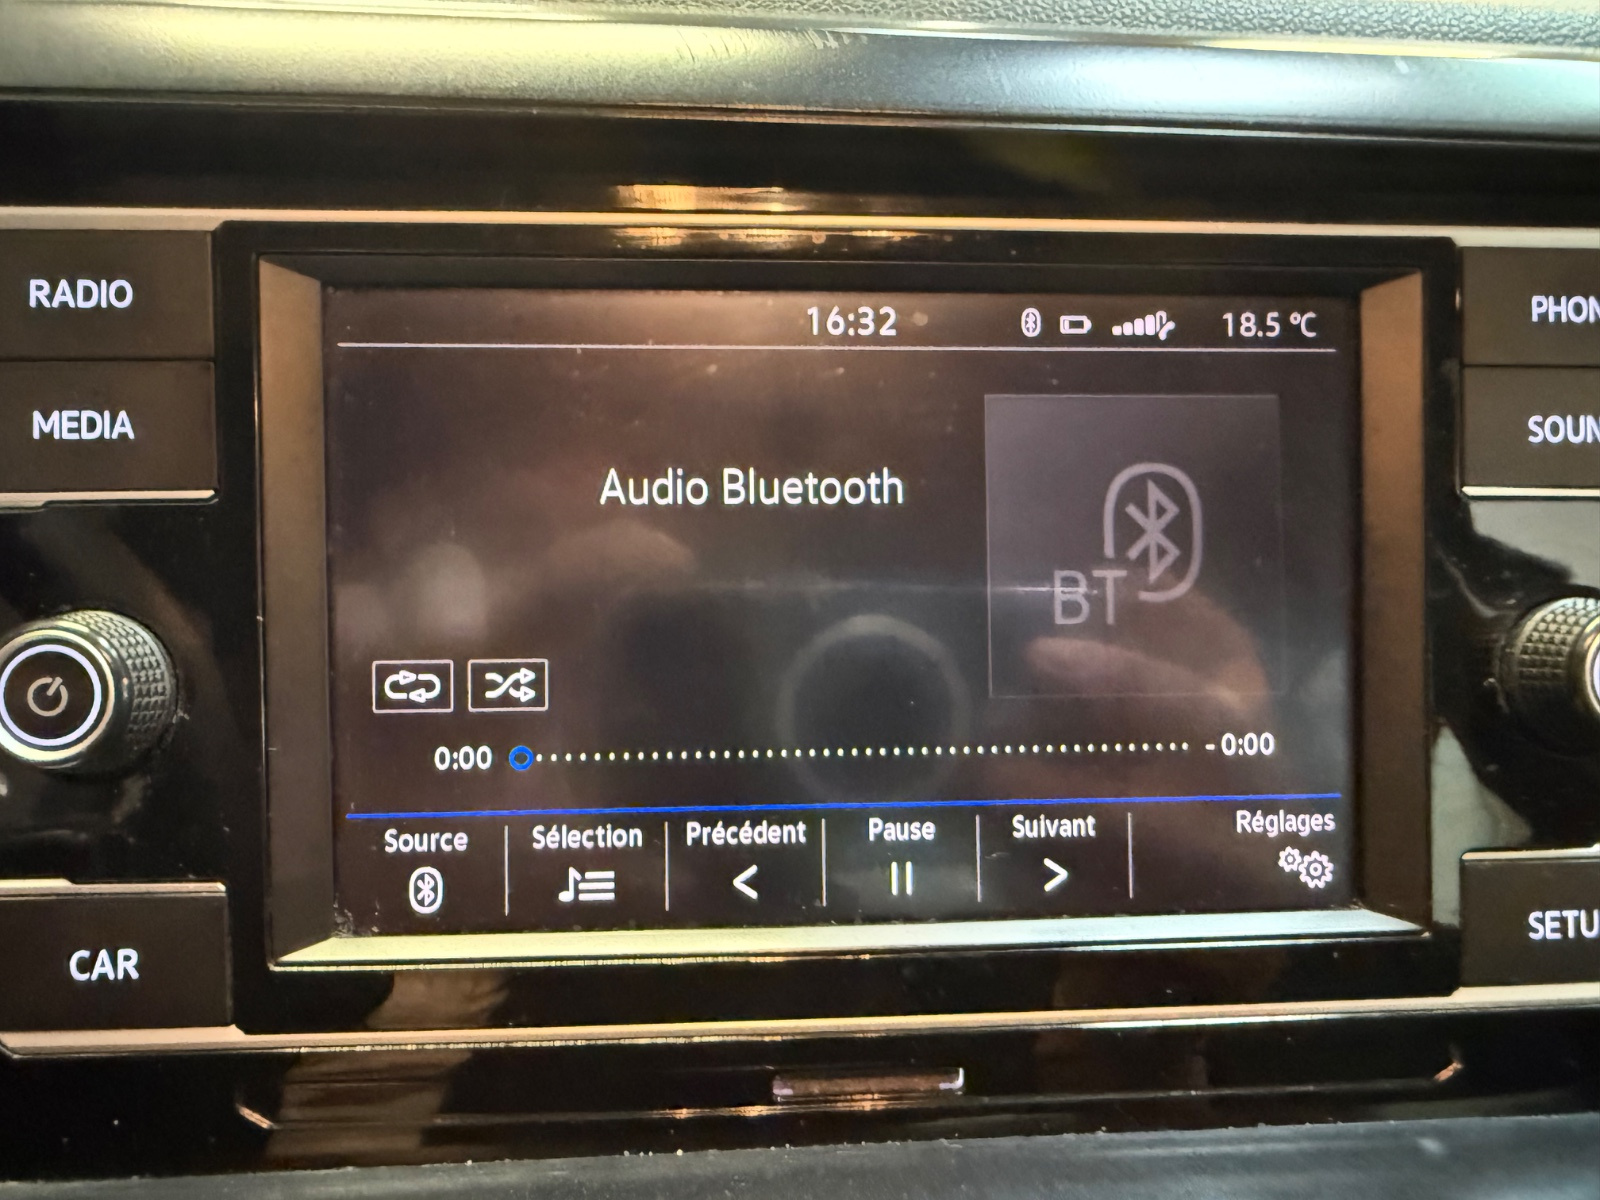 RADIO
MEDIA
CAR
16:32
18.5 °C
Audio Bluetooth
BT
0:00
- 0:00
Source
Sélection
Précédent
Pause
Suivant
Réglages
PHON
SOUN
SETU